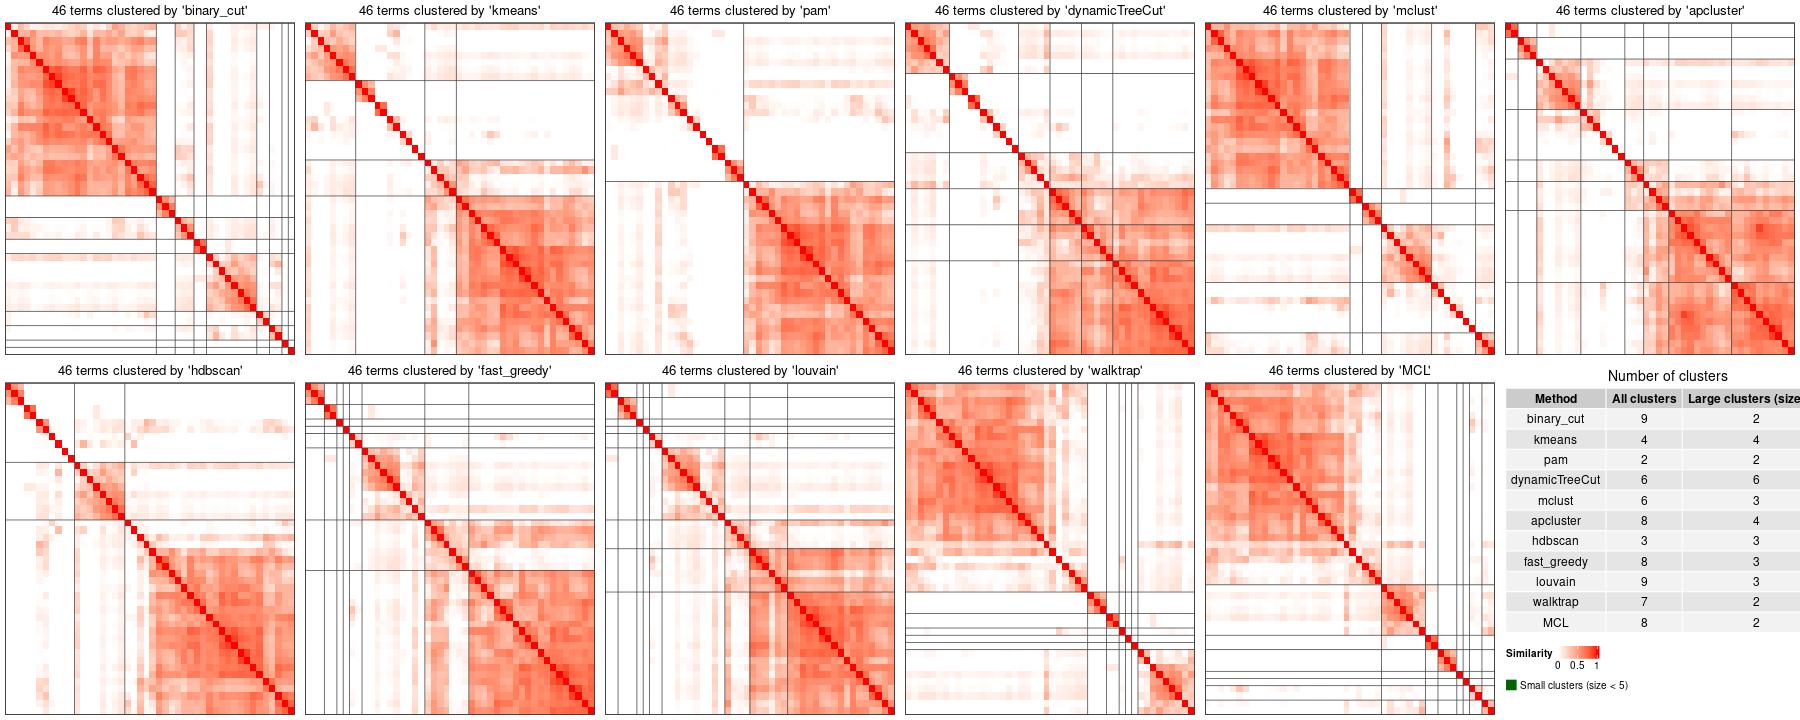 46 terms clustered by 'binary_cut'
46 terms clustered by 'kmeans'
46 terms clustered by 'pam'
46 terms clustered by 'dynamicTreeCut'
46 terms clustered by 'mclust'
46 terms clustered by 'apcluster'
46 terms clustered by 'hdbscan'
46 terms clustered by 'fast_greedy'
46 terms clustered by 'louvain'
46 terms clustered by 'walktrap'
46 terms clustered by 'MCL'
Number of clusters
Method All clusters Large clusters (size
binary_cut 9 2
kmeans 4 4
pam 2 2
dynamicTreeCut 6 6
mclust 6 3
apcluster 8 4
hdbscan 3 3
fast_greedy 8 3
louvain 9 3
walktrap 7 2
MCL 8 2
Similarity
0 0.5 1
Small clusters (size < 5)